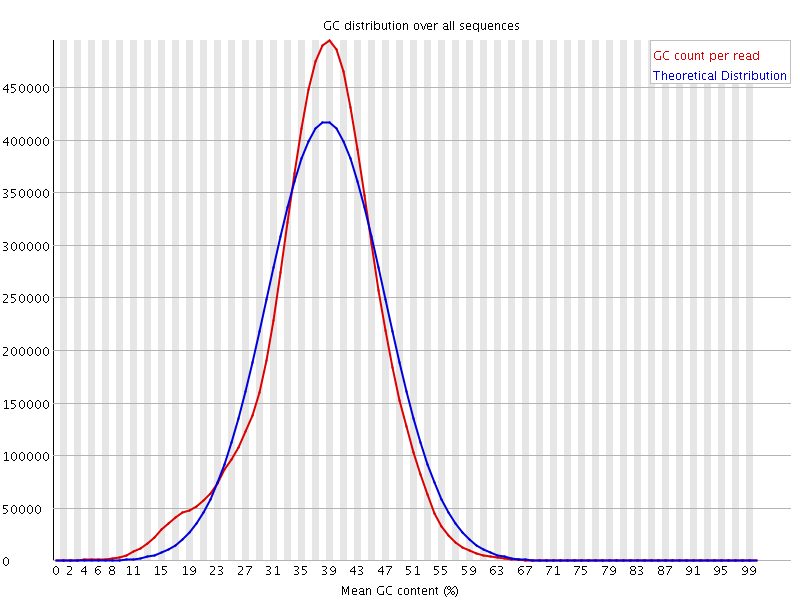 GC distribution over all sequences
GC count per read
Theoretical Distribution
450000
400000
350000
300000
250000
200000
150000
100000
50000
0
0 2 4 6 8 11 15 19 23 27 31 35 39 43 47 51 55 59 63 67 71 75 79 83 87 91 95 99
Mean GC content (%)